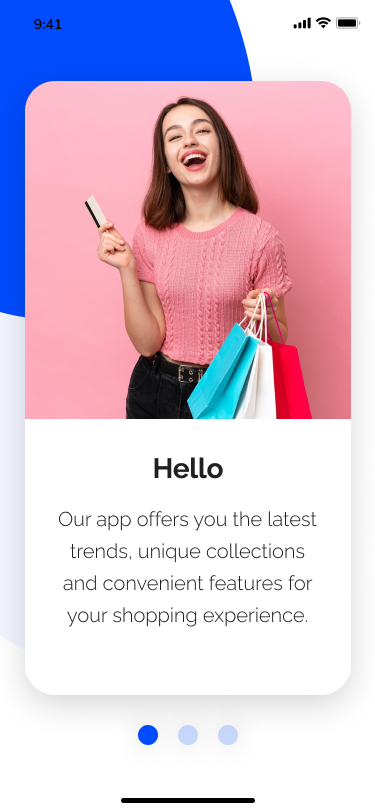 9:41
Hello
Our app offers you the latest
trends, unique collections
and convenient features for
your shopping experience.